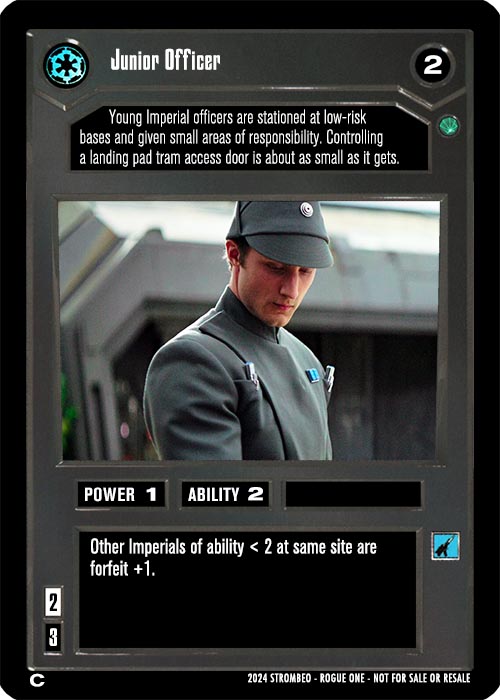 Junior Officer
2
Young Imperial officers are stationed at low-risk
bases and given small areas of responsibility. Controlling
a landing pad tram access door is about as small as it gets.
POWER 1
ABILITY 2
Other Imperials of ability < 2 at same site are
forfeit +1.
2
3
C
2024 STROMBEO - ROGUE ONE - NOT FOR SALE OR RESALE